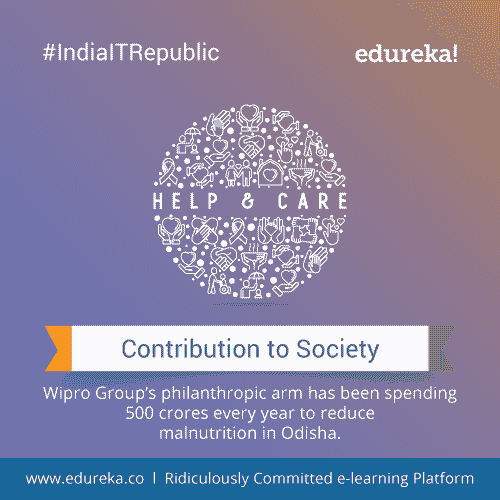 #IndiaITRepublic
edureka!
HELP & CARE
Contribution to Society
Wipro Group's philanthropic arm has been spending
500 crores every year to reduce
malnutrition in Odisha.
www.edureka.co | Ridiculously Committed e-learning Platform